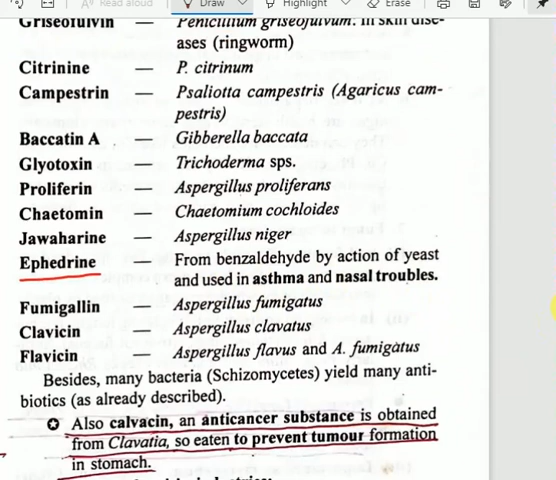 Read aloud Draw Highlight Erase
Griseofulvin — Penicillium griseofulvum. In skin dise-
ases (ringworm)
Citrinine — P. citrinum
Campestrin — Psaliotta campestris (Agaricus cam-
pestris)
Baccatin A — Gibberella baccata
Glyotoxin — Trichoderma sps.
Proliferin — Aspergillus proliferans
Chaetomin — Chaetomium cochloides
Jawaharine — Aspergillus niger
Ephedrine — From benzaldehyde by action of yeast
and used in asthma and nasal troubles.
Fumigallin — Aspergillus fumigatus
Clavicin — Aspergillus clavatus
Flavicin — Aspergillus flavus and A. fumigatus
Besides, many bacteria (Schizomycetes) yield many anti-
biotics (as already described).
✪ Also calvacin, an anticancer substance is obtained
from Clavatia, so eaten to prevent tumour formation
in stomach.